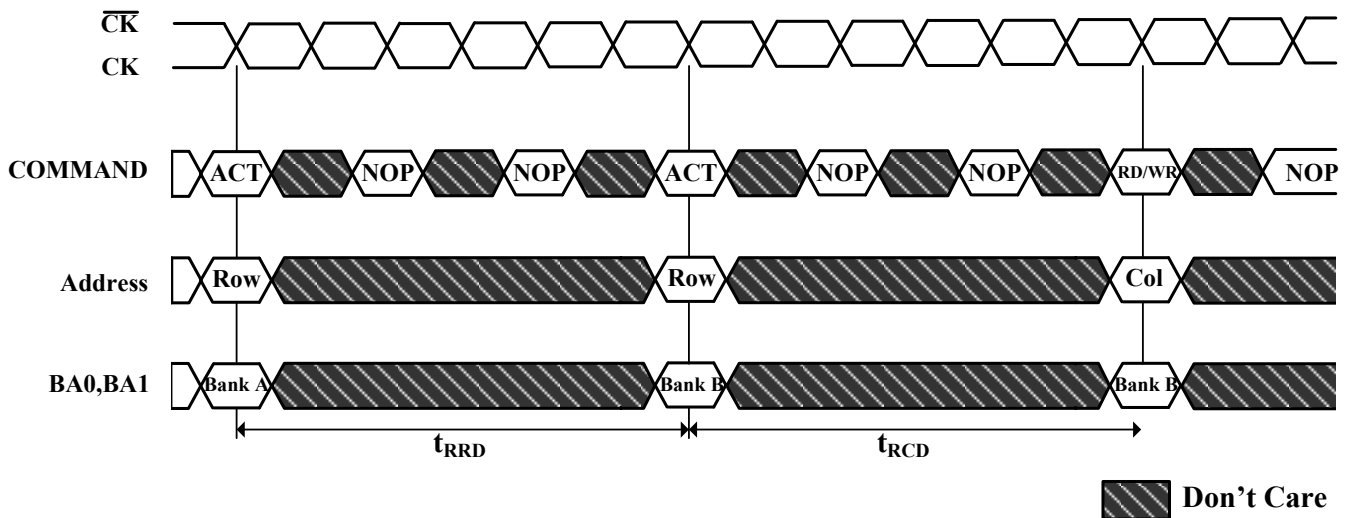 CK
CK
COMMAND ACT NOP NOP ACT NOP NOP RD/WR NOP
Address Row Row Col
BA0,BA1 Bank A Bank B Bank B
tRRD tRCD
Don't Care